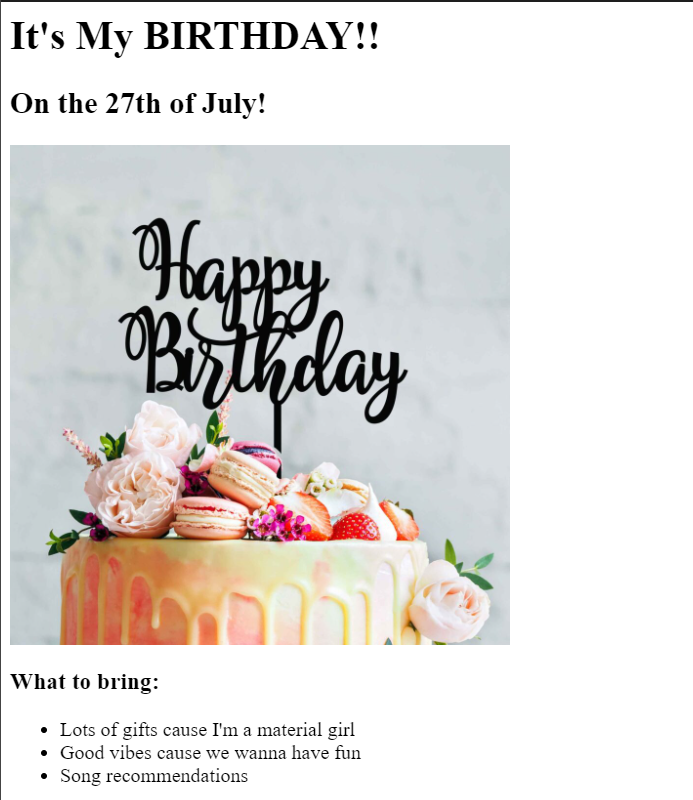 It's My BIRTHDAY!!
On the 27th of July!
Happy
Birthday
What to bring:
Lots of gifts cause I'm a material girl
Good vibes cause we wanna have fun
Song recommendations